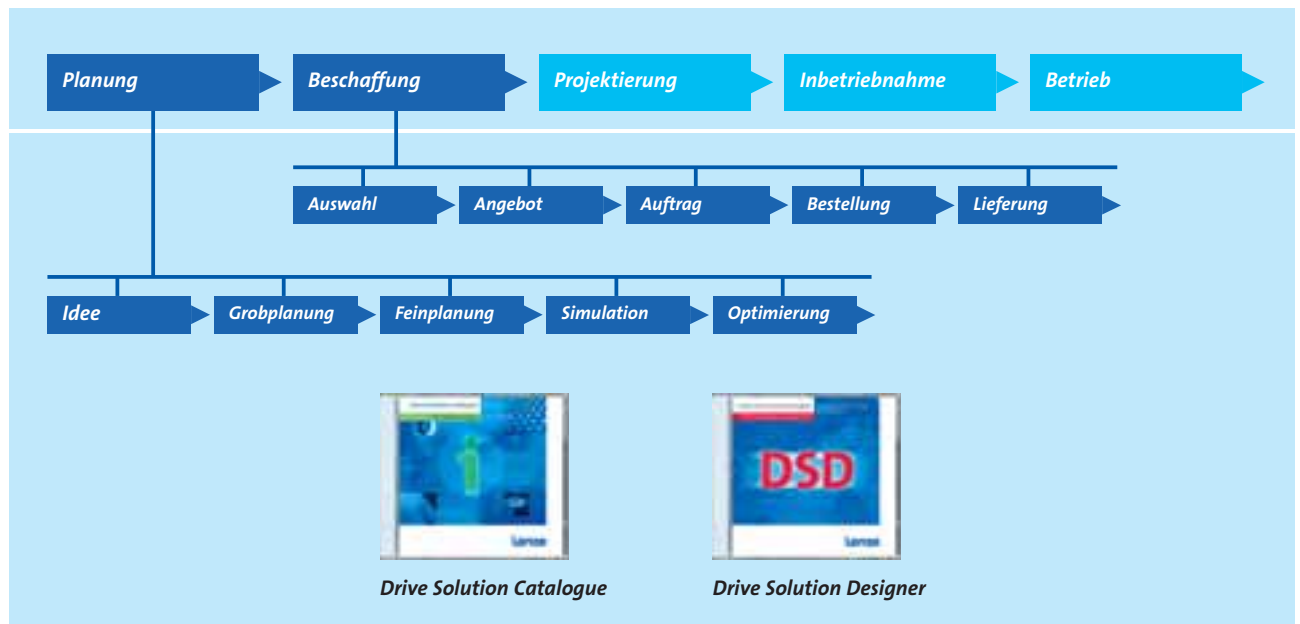 Planung
Beschaffung
Projektierung
Inbetriebnahme
Betrieb
Auswahl
Angebot
Auftrag
Bestellung
Lieferung
Idee
Grobplanung
Feinplanung
Simulation
Optimierung
i
DSD
Lenze
Lenze
Drive Solution Catalogue
Drive Solution Designer